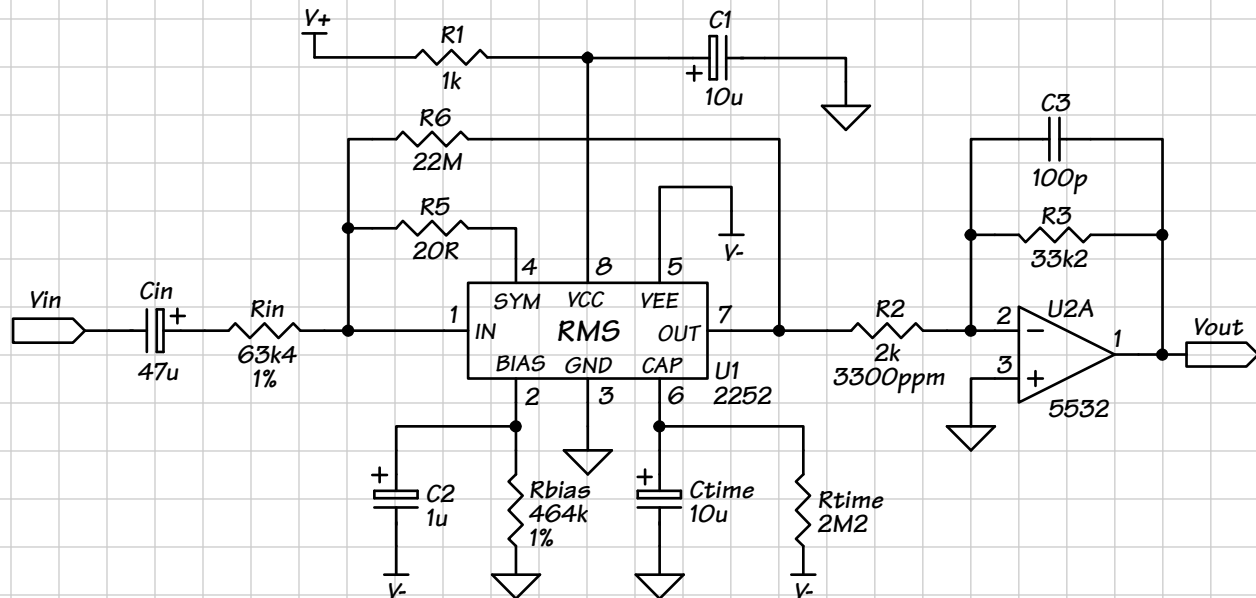 V+
R1
1k
C1
+
10u
R6
22M
R5
20R
C3
100p
R3
33k2
V-
4
8
5
Vin
Cin
+
47u
Rin
63k4
1%
1
IN
SYM
VCC
VEE
RMS
OUT
7
BIAS
GND
CAP
U1
2252
2
3
6
R2
2k
3300ppm
2
-
3
+
U2A
1
5532
Vout
+
C2
1u
V-
Rbias
464k
1%
+
Ctime
10u
Rtime
2M2
V-